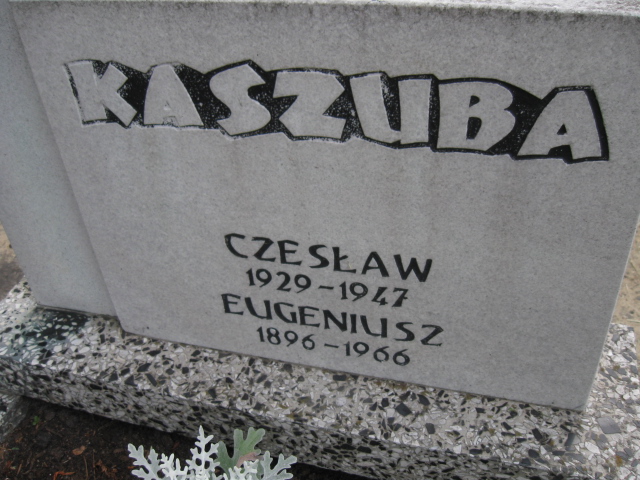 KASZUBA
CZESŁAW
1929-1947
EUGENIUSZ
1896-1966